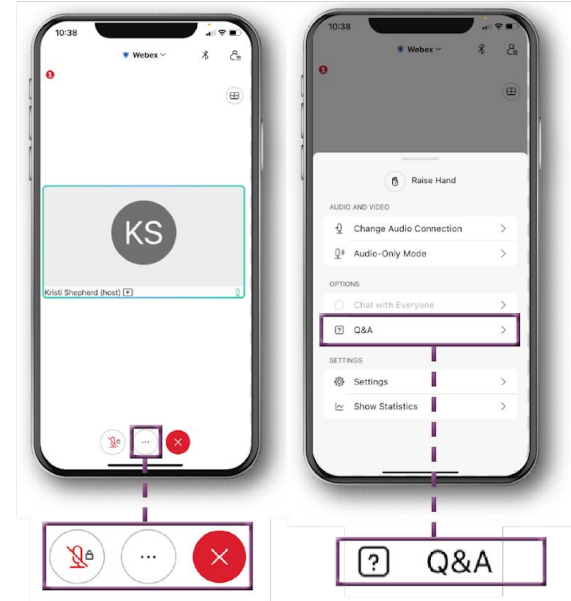 10:38
Webex
KS
Kristi Shepherd (host)
10:38
Webex
Raise Hand
AUDIO AND VIDEO
Change Audio Connection
Audio-Only Mode
OPTIONS
Chat with Everyone
Q&A
SETTINGS
Settings
Show Statistics
Q&A